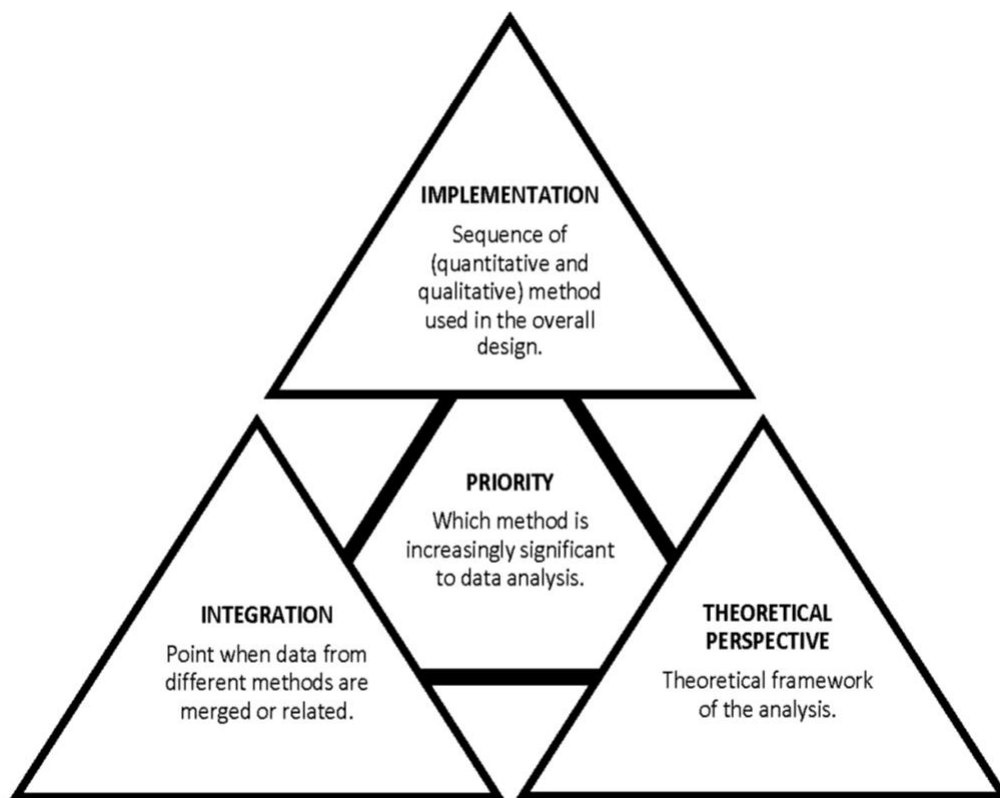 IMPLEMENTATION
Sequence of
(quantitative and
qualitative) method
used in the overall
design.
PRIORITY
Which method is
increasingly significant
to data analysis.
INTEGRATION
Point when data from
different methods are
merged or related.
THEORETICAL
PERSPECTIVE
Theoretical framework
of the analysis.